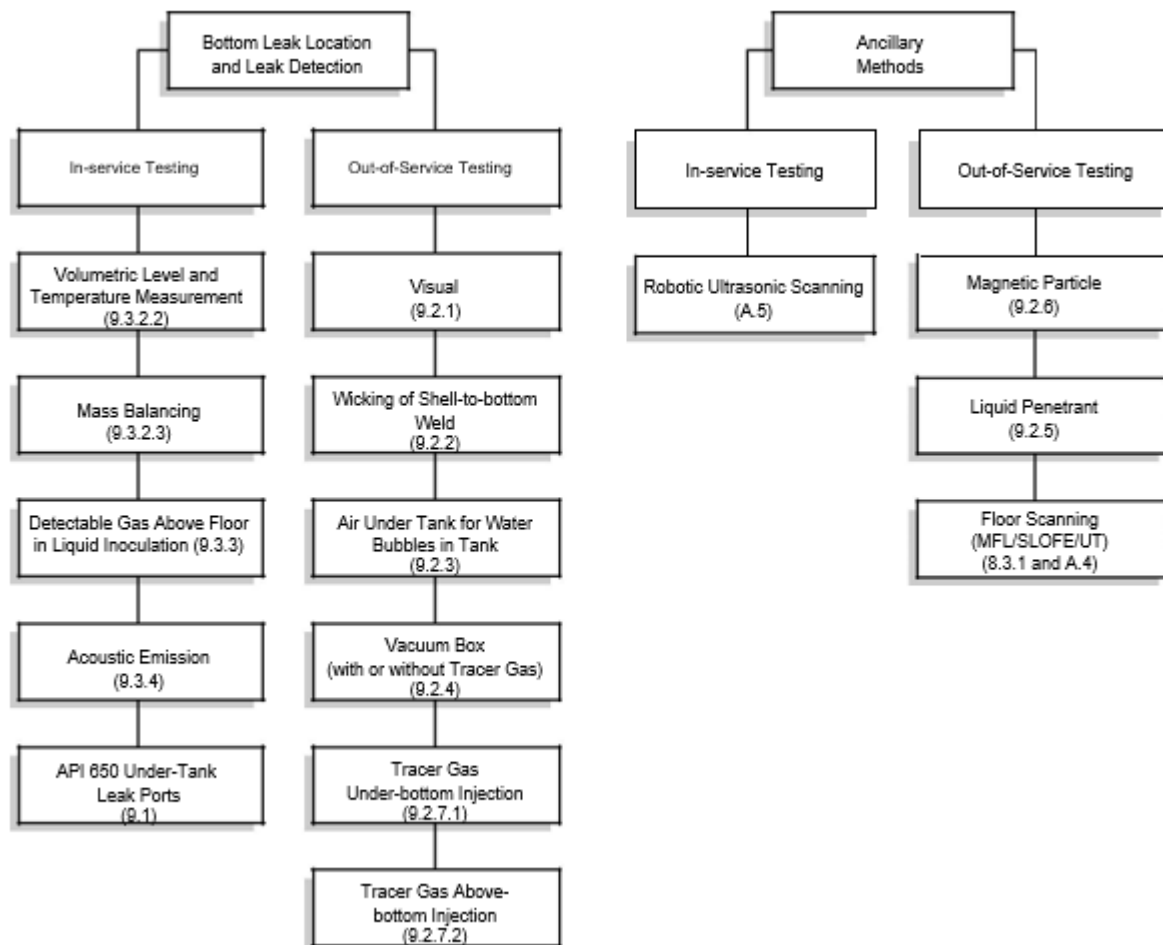 Bottom Leak Location
and Leak Detection
In-service Testing
Volumetric Level and
Temperature Measurement
(9.3.2.2)
Mass Balancing
(9.3.2.3)
Detectable Gas Above Floor
in Liquid Inoculation (9.3.3)
Acoustic Emission
(9.3.4)
API 650 Under-Tank
Leak Ports
(9.1)
Out-of-Service Testing
Visual
(9.2.1)
Wicking of Shell-to-bottom
Weld
(9.2.2)
Air Under Tank for Water
Bubbles in Tank
(9.2.3)
Vacuum Box
(with or without Tracer Gas)
(9.2.4)
Tracer Gas
Under-bottom Injection
(9.2.7.1)
Tracer Gas Above-
bottom Injection
(9.2.7.2)
Ancillary
Methods
In-service Testing
Robotic Ultrasonic Scanning
(A.5)
Out-of-Service Testing
Magnetic Particle
(9.2.6)
Liquid Penetrant
(9.2.5)
Floor Scanning
(MFL/SLOFE/UT)
(8.3.1 and A.4)